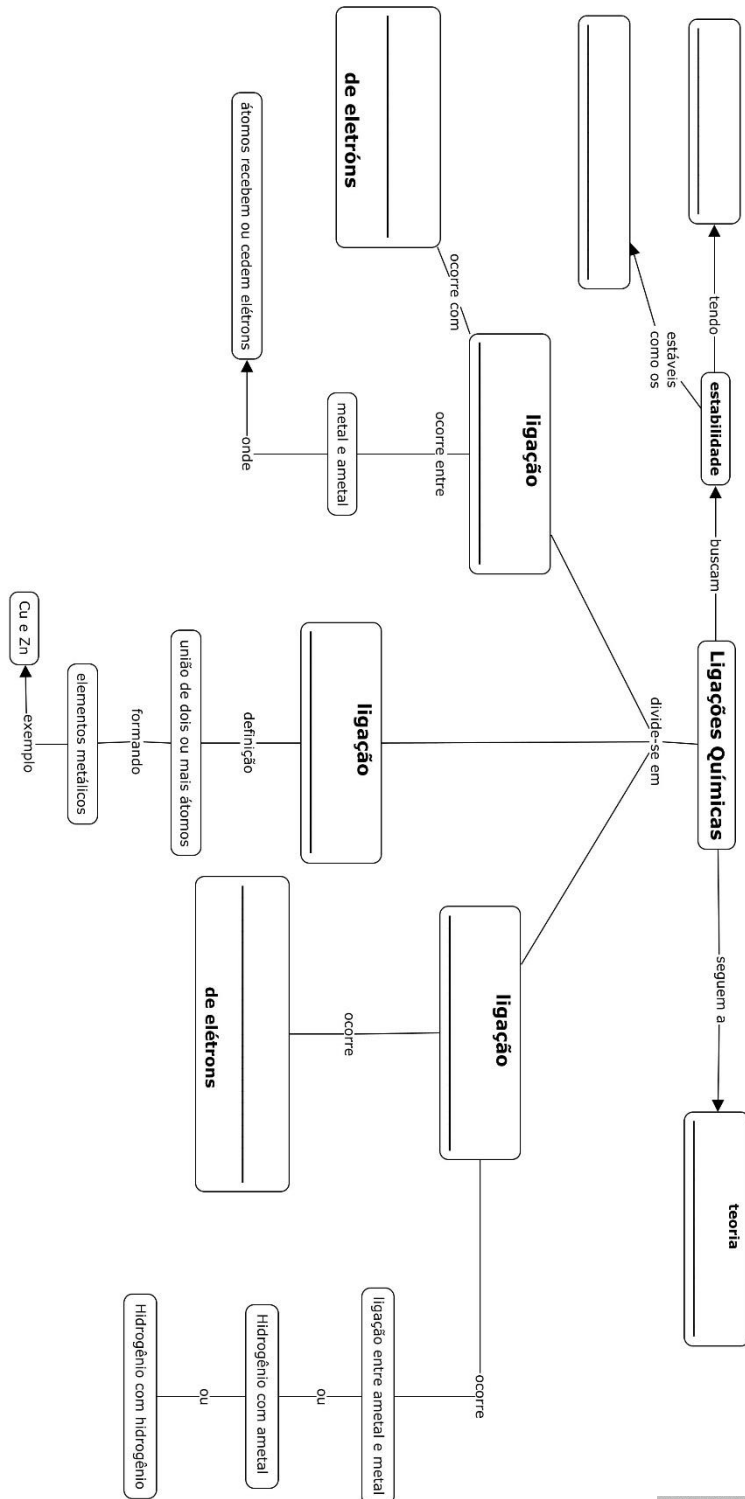 Ligações Químicas
buscam
estabilidade
tendo
estáveis
como os
seguem a
teoria
divide-se em
ligação
ocorre com
de eletróns
ocorre entre
metal e ametal
onde
átomos recebem ou cedem elétrons
ligação
definição
união de dois ou mais átomos
formando
elementos metálicos
exemplo
Cu e Zn
ligação
ocorre
de elétrons
ocorre
ligação entre ametal e metal
ou
Hidrogênio com ametal
ou
Hidrogênio com hidrogênio